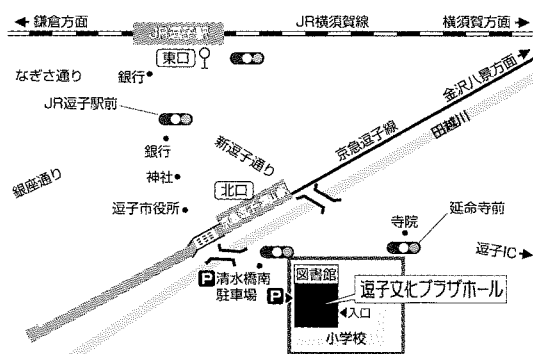 鎌倉方面
JR横須賀線
横須賀方面
JR逗子駅
東口
なぎさ通り
銀行
JR逗子駅前
金沢八景方面
京急逗子線
田越川
銀行
新逗子通り
銀座通り
神社
北口
逗子市役所
寺院
延命寺前
逗子IC
P
清水橋南
駐車場
P
図書館
逗子文化プラザホール
入口
小学校